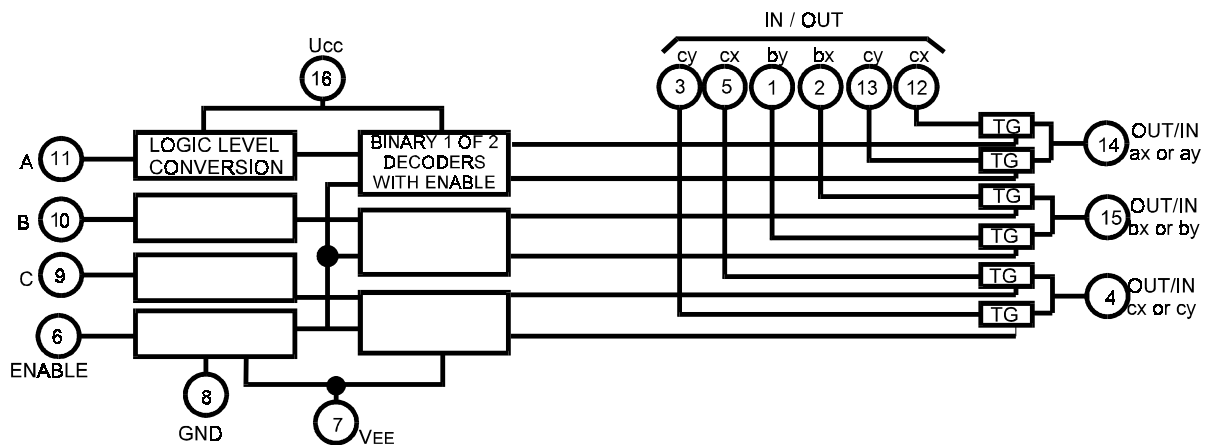 IN / OUT
Ucc
cy cx by bx cy cx
16
3 5 1 2 13 12
TG
LOGIC LEVEL
CONVERSION
BINARY 1 OF 2
DECODERS
WITH ENABLE
A 11
14
OUT/IN
ax or ay
TG
TG
B 10
15
OUT/IN
bx or by
TG
C 9
TG
4
OUT/IN
cx or cy
TG
6
ENABLE
8
GND
7
VEE